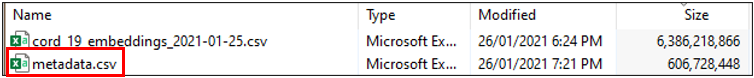 Name Type Modified Size
cord_19_embeddings_2021-01-25.csv Microsoft Ex... 26/01/2021 6:24 PM 6,386,218,866
metadata.csv Microsoft Ex... 26/01/2021 7:21 PM 606,728,448